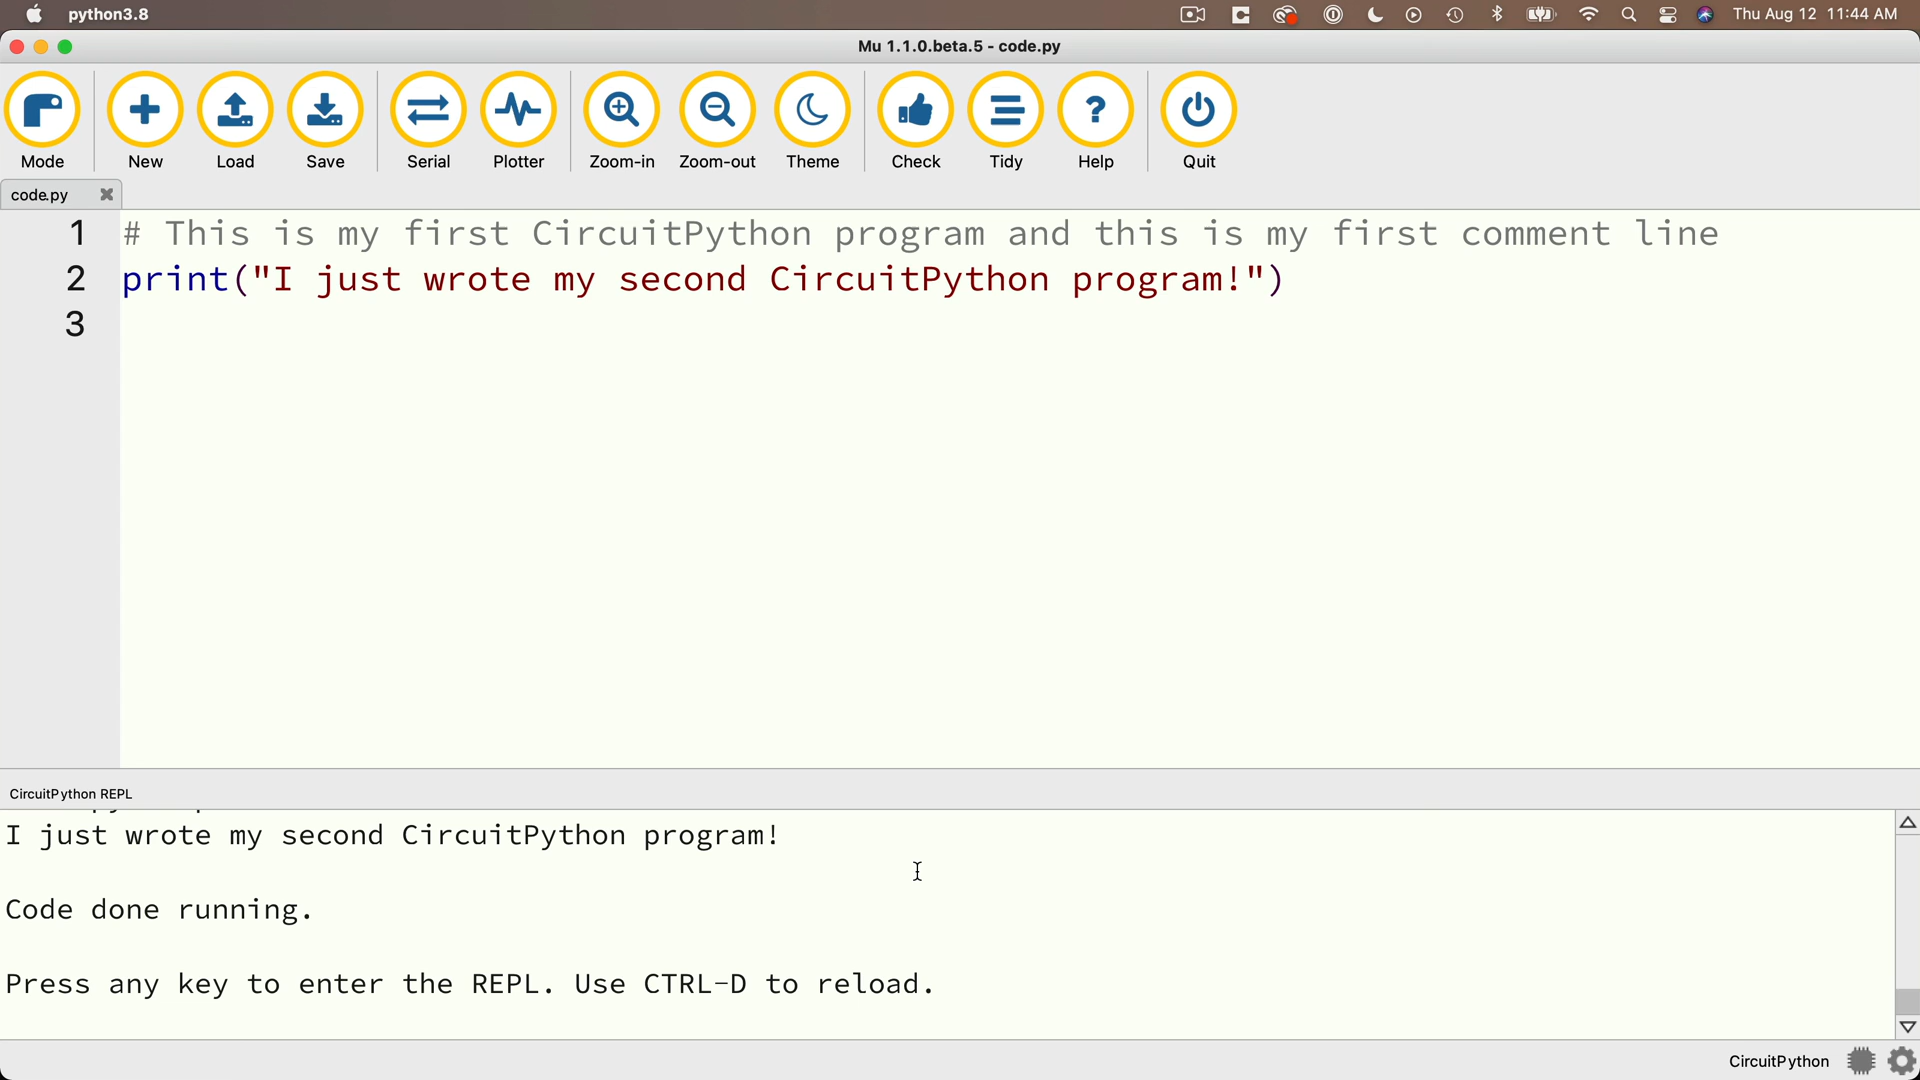 python3.8
Thu Aug 12 11:44 AM
Mu 1.1.0.beta.5 - code.py
Mode New Load Save Serial Plotter Zoom-in Zoom-out Theme Check Tidy Help Quit
code.py
1 # This is my first CircuitPython program and this is my first comment line
2 print("I just wrote my second CircuitPython program!")
3
CircuitPython REPL
I just wrote my second CircuitPython program!
Code done running.
Press any key to enter the REPL. Use CTRL-D to reload.
CircuitPython